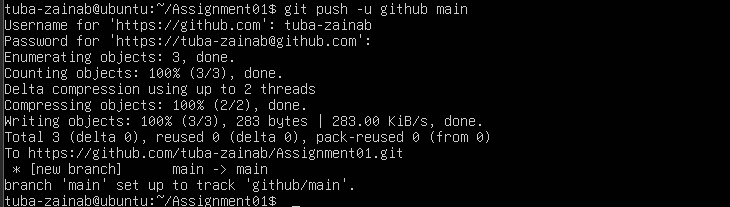 tuba-zainab@ubuntu:~/Assignment01$ git push -u github main
Username for 'https://github.com': tuba-zainab
Password for 'https://tuba-zainab@github.com':
Enumerating objects: 3, done.
Counting objects: 100% (3/3), done.
Delta compression using up to 2 threads
Compressing objects: 100% (2/2), done.
Writing objects: 100% (3/3), 283 bytes | 283.00 KiB/s, done.
Total 3 (delta 0), reused 0 (delta 0), pack-reused 0 (from 0)
To https://github.com/tuba-zainab/Assignment01.git
 * [new branch]      main -> main
branch 'main' set up to track 'github/main'.
tuba-zainab@ubuntu:~/Assignment01$ _